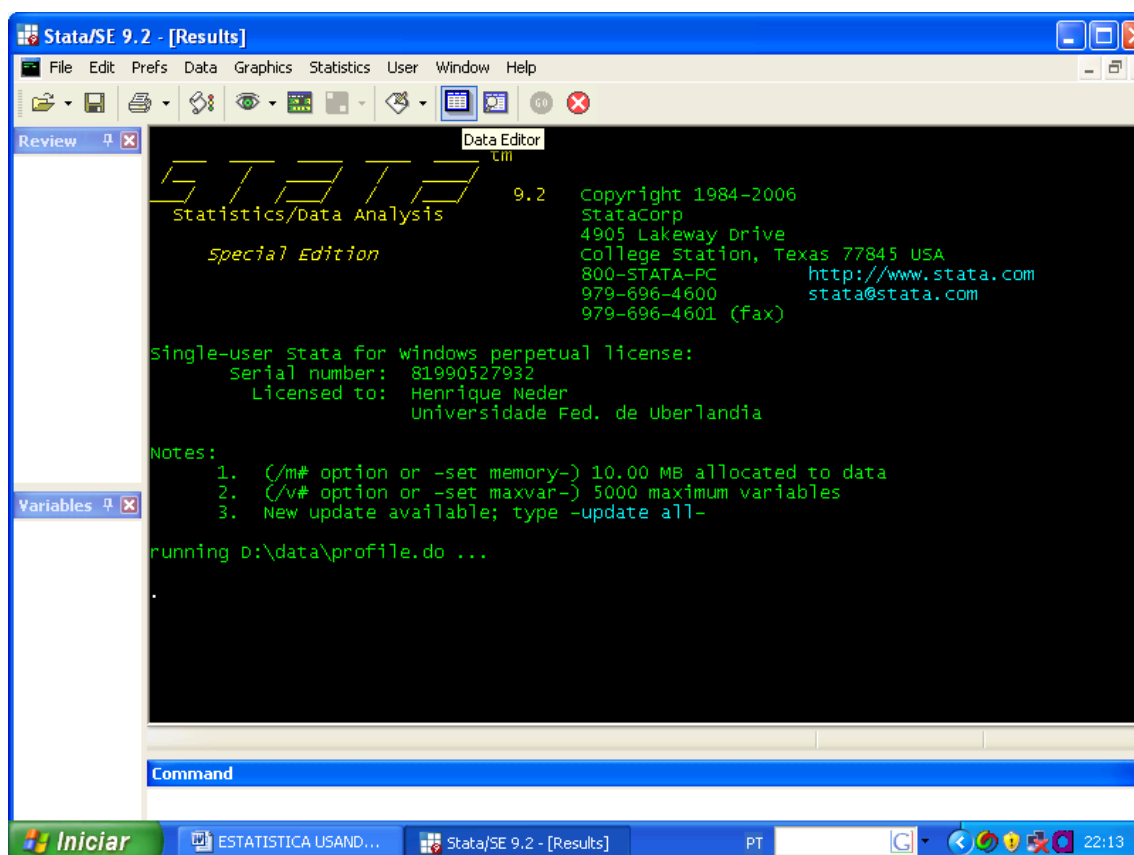 Stata/SE 9.2 - [Results]
File Edit Prefs Data Graphics Statistics User Window Help
GO
Data Editor
Review
STATA tm
9.2 Copyright 1984-2006
Statistics/Data Analysis StataCorp
4905 Lakeway Drive
Special Edition College Station, Texas 77845 USA
800-STATA-PC http://www.stata.com
979-696-4600 stata@stata.com
979-696-4601 (fax)
Single-user Stata for Windows perpetual license:
Serial number: 81990527932
Licensed to: Henrique Neder
Universidade Fed. de Uberlandia
Notes:
1. (/m# option or -set memory-) 10.00 MB allocated to data
2. (/v# option or -set maxvar-) 5000 maximum variables
3. New update available; type -update all-
Variables
running D:\data\profile.do ...
.
Command
Iniciar ESTATISTICA USAND... Stata/SE 9.2 - [Results] PT G 22:13